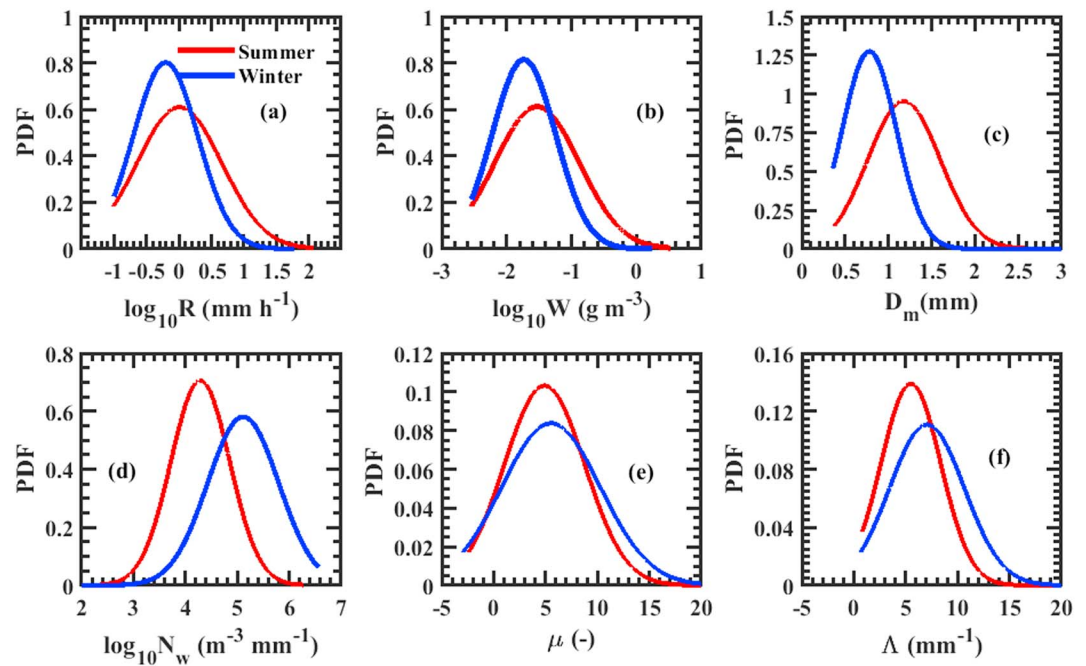 1
0.8
0.6
0.4
0.2
0
PDF
Summer
Winter
(a)
-1 -0.5 0 0.5 1 1.5 2
log10R (mm h-1)
1
0.8
0.6
0.4
0.2
0
PDF
(b)
-3 -2 -1 0 1
log10W (g m-3)
1.5
1.25
1
0.75
0.5
0.25
0
PDF
(c)
0 0.5 1 1.5 2 2.5 3
Dm(mm)
0.8
0.6
0.4
0.2
0
PDF
(d)
2 3 4 5 6 7
log10Nw (m-3 mm-1)
0.12
0.1
0.08
0.06
0.04
0.02
0
PDF
(e)
-5 0 5 10 15 20
μ (-)
0.16
0.12
0.08
0.04
0
PDF
(f)
-5 0 5 10 15 20
Λ (mm-1)